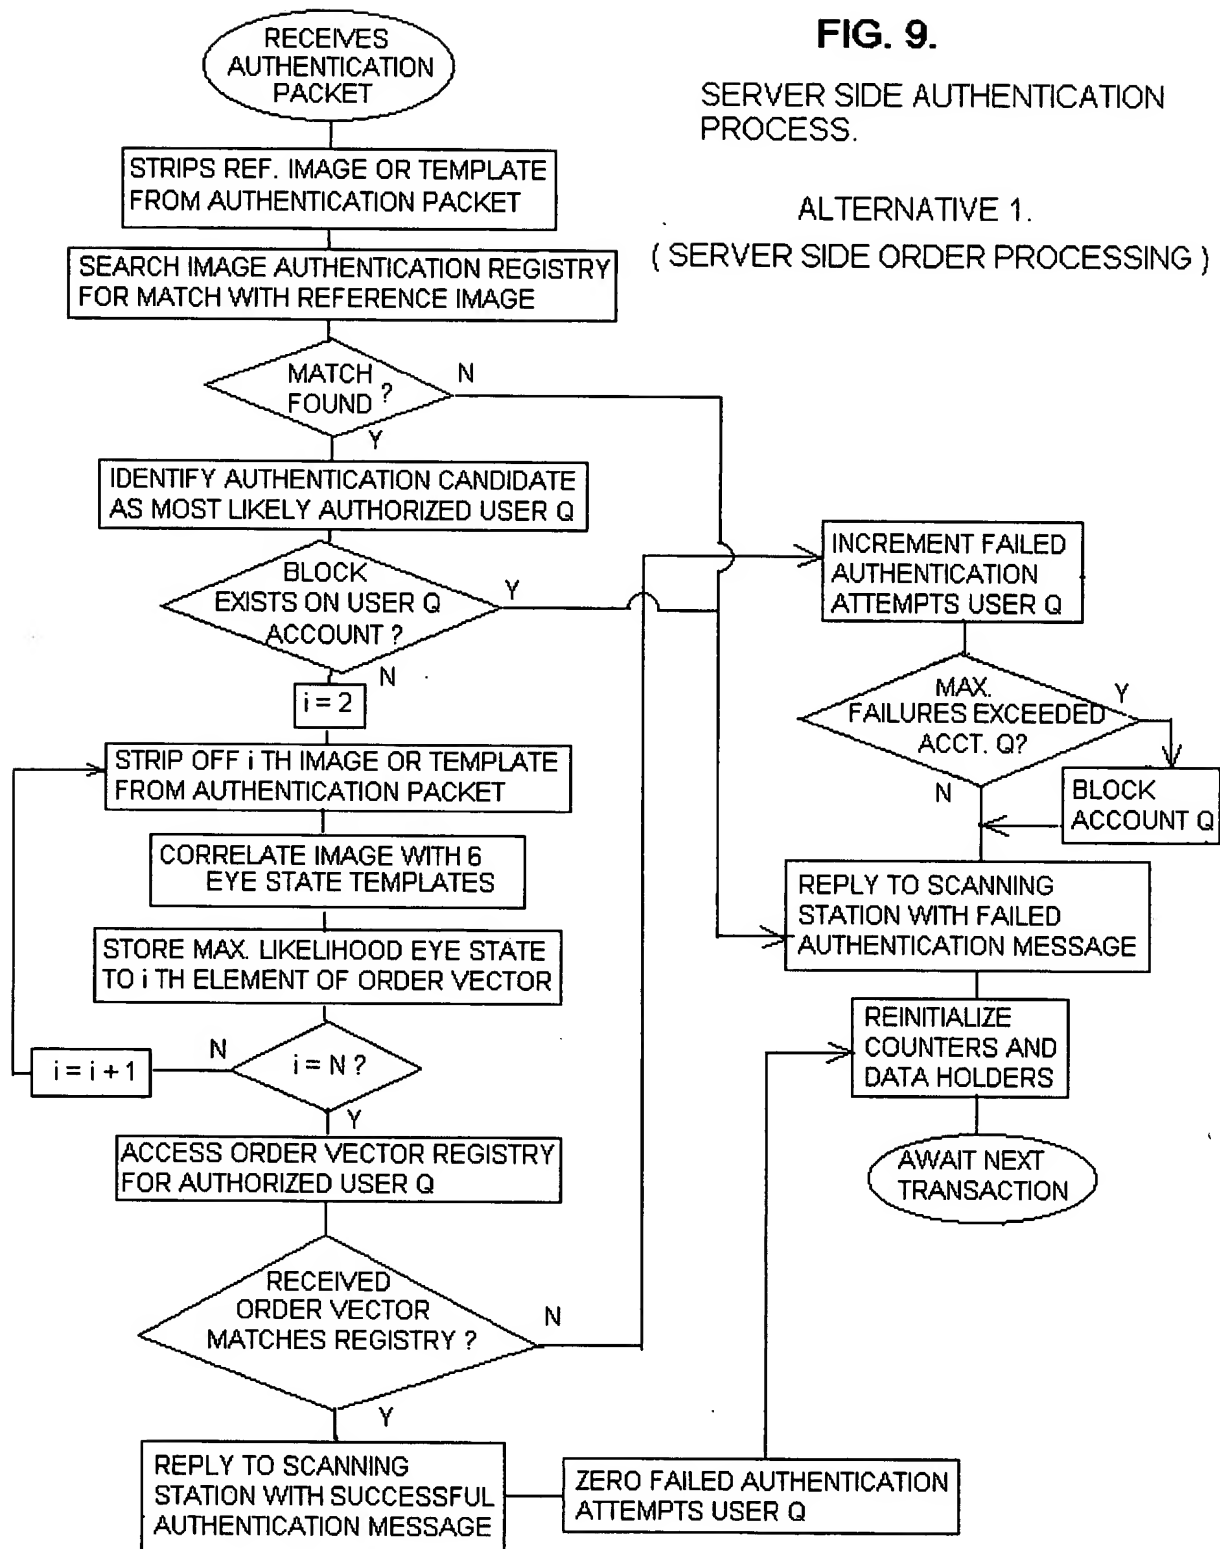 FIG. 9.
SERVER SIDE AUTHENTICATION
PROCESS.
ALTERNATIVE 1.
( SERVER SIDE ORDER PROCESSING )
RECEIVES
AUTHENTICATION
PACKET
STRIPS REF. IMAGE OR TEMPLATE
FROM AUTHENTICATION PACKET
SEARCH IMAGE AUTHENTICATION REGISTRY
FOR MATCH WITH REFERENCE IMAGE
MATCH
FOUND ?
N
Y
IDENTIFY AUTHENTICATION CANDIDATE
AS MOST LIKELY AUTHORIZED USER Q
BLOCK
EXISTS ON USER Q
ACCOUNT ?
Y
N
i = 2
STRIP OFF i TH IMAGE OR TEMPLATE
FROM AUTHENTICATION PACKET
CORRELATE IMAGE WITH 6
EYE STATE TEMPLATES
STORE MAX. LIKELIHOOD EYE STATE
TO i TH ELEMENT OF ORDER VECTOR
i = N ?
N
i = i + 1
Y
ACCESS ORDER VECTOR REGISTRY
FOR AUTHORIZED USER Q
RECEIVED
ORDER VECTOR
MATCHES REGISTRY ?
N
Y
REPLY TO SCANNING
STATION WITH SUCCESSFUL
AUTHENTICATION MESSAGE
ZERO FAILED AUTHENTICATION
ATTEMPTS USER Q
INCREMENT FAILED
AUTHENTICATION
ATTEMPTS USER Q
MAX.
FAILURES EXCEEDED
ACCT. Q?
Y
N
BLOCK
ACCOUNT Q
REPLY TO SCANNING
STATION WITH FAILED
AUTHENTICATION MESSAGE
REINITIALIZE
COUNTERS AND
DATA HOLDERS
AWAIT NEXT
TRANSACTION